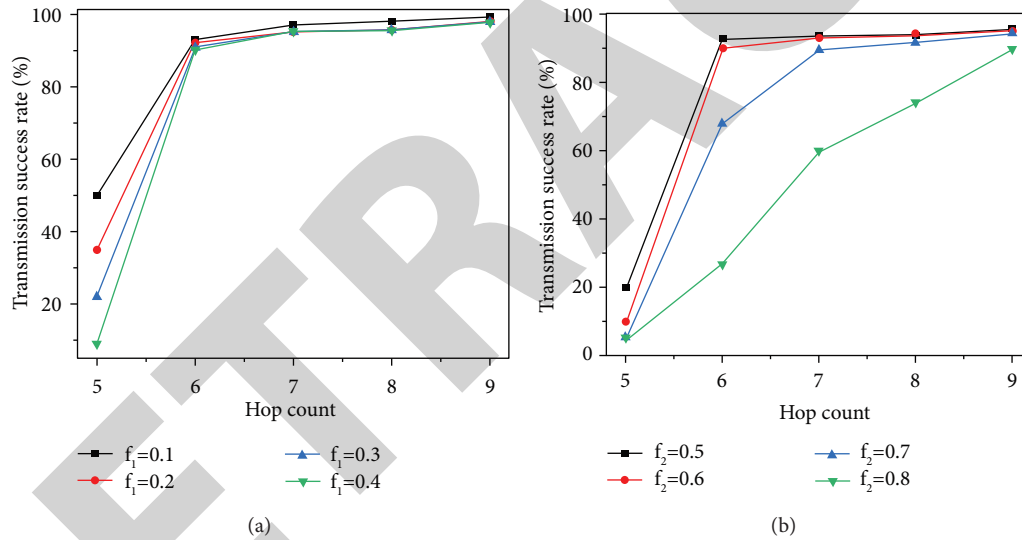 Transmission success rate (%)
100
80
60
40
20
5 6 7 8 9
Hop count
f₁=0.1 f₁=0.3
f₁=0.2 f₁=0.4
(a)
Transmission success rate (%)
100
80
60
40
20
0
5 6 7 8 9
Hop count
f₂=0.5 f₂=0.7
f₂=0.6 f₂=0.8
(b)
ETRAC